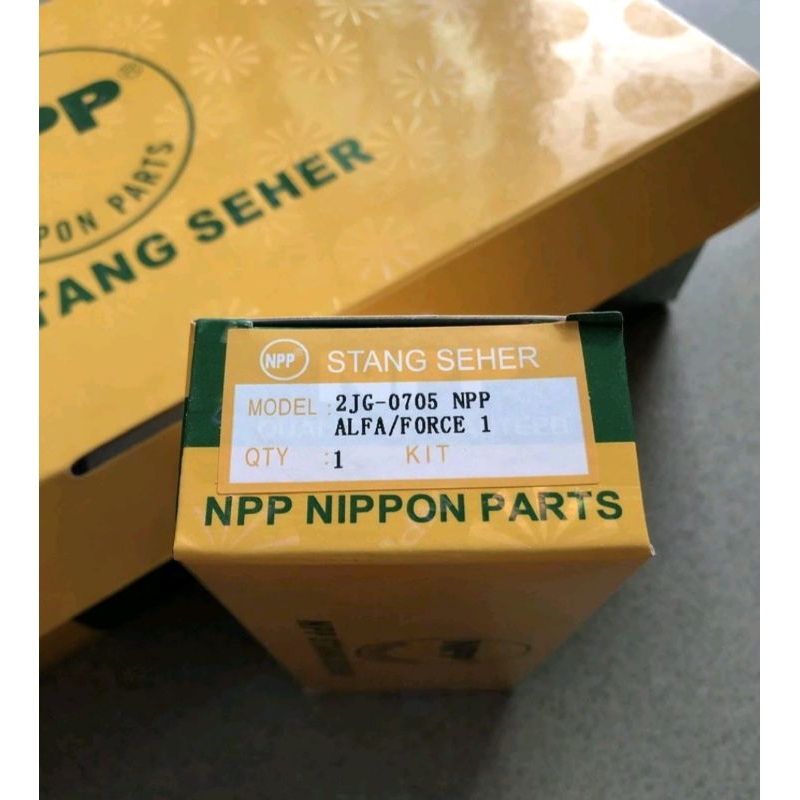 PP®
NIPPON PARTS
STANG SEHER
NPP STANG SEHER
MODEL : 2JG-0705 NPP
ALFA/FORCE 1
QTY : 1 KIT
NPP NIPPON PARTS